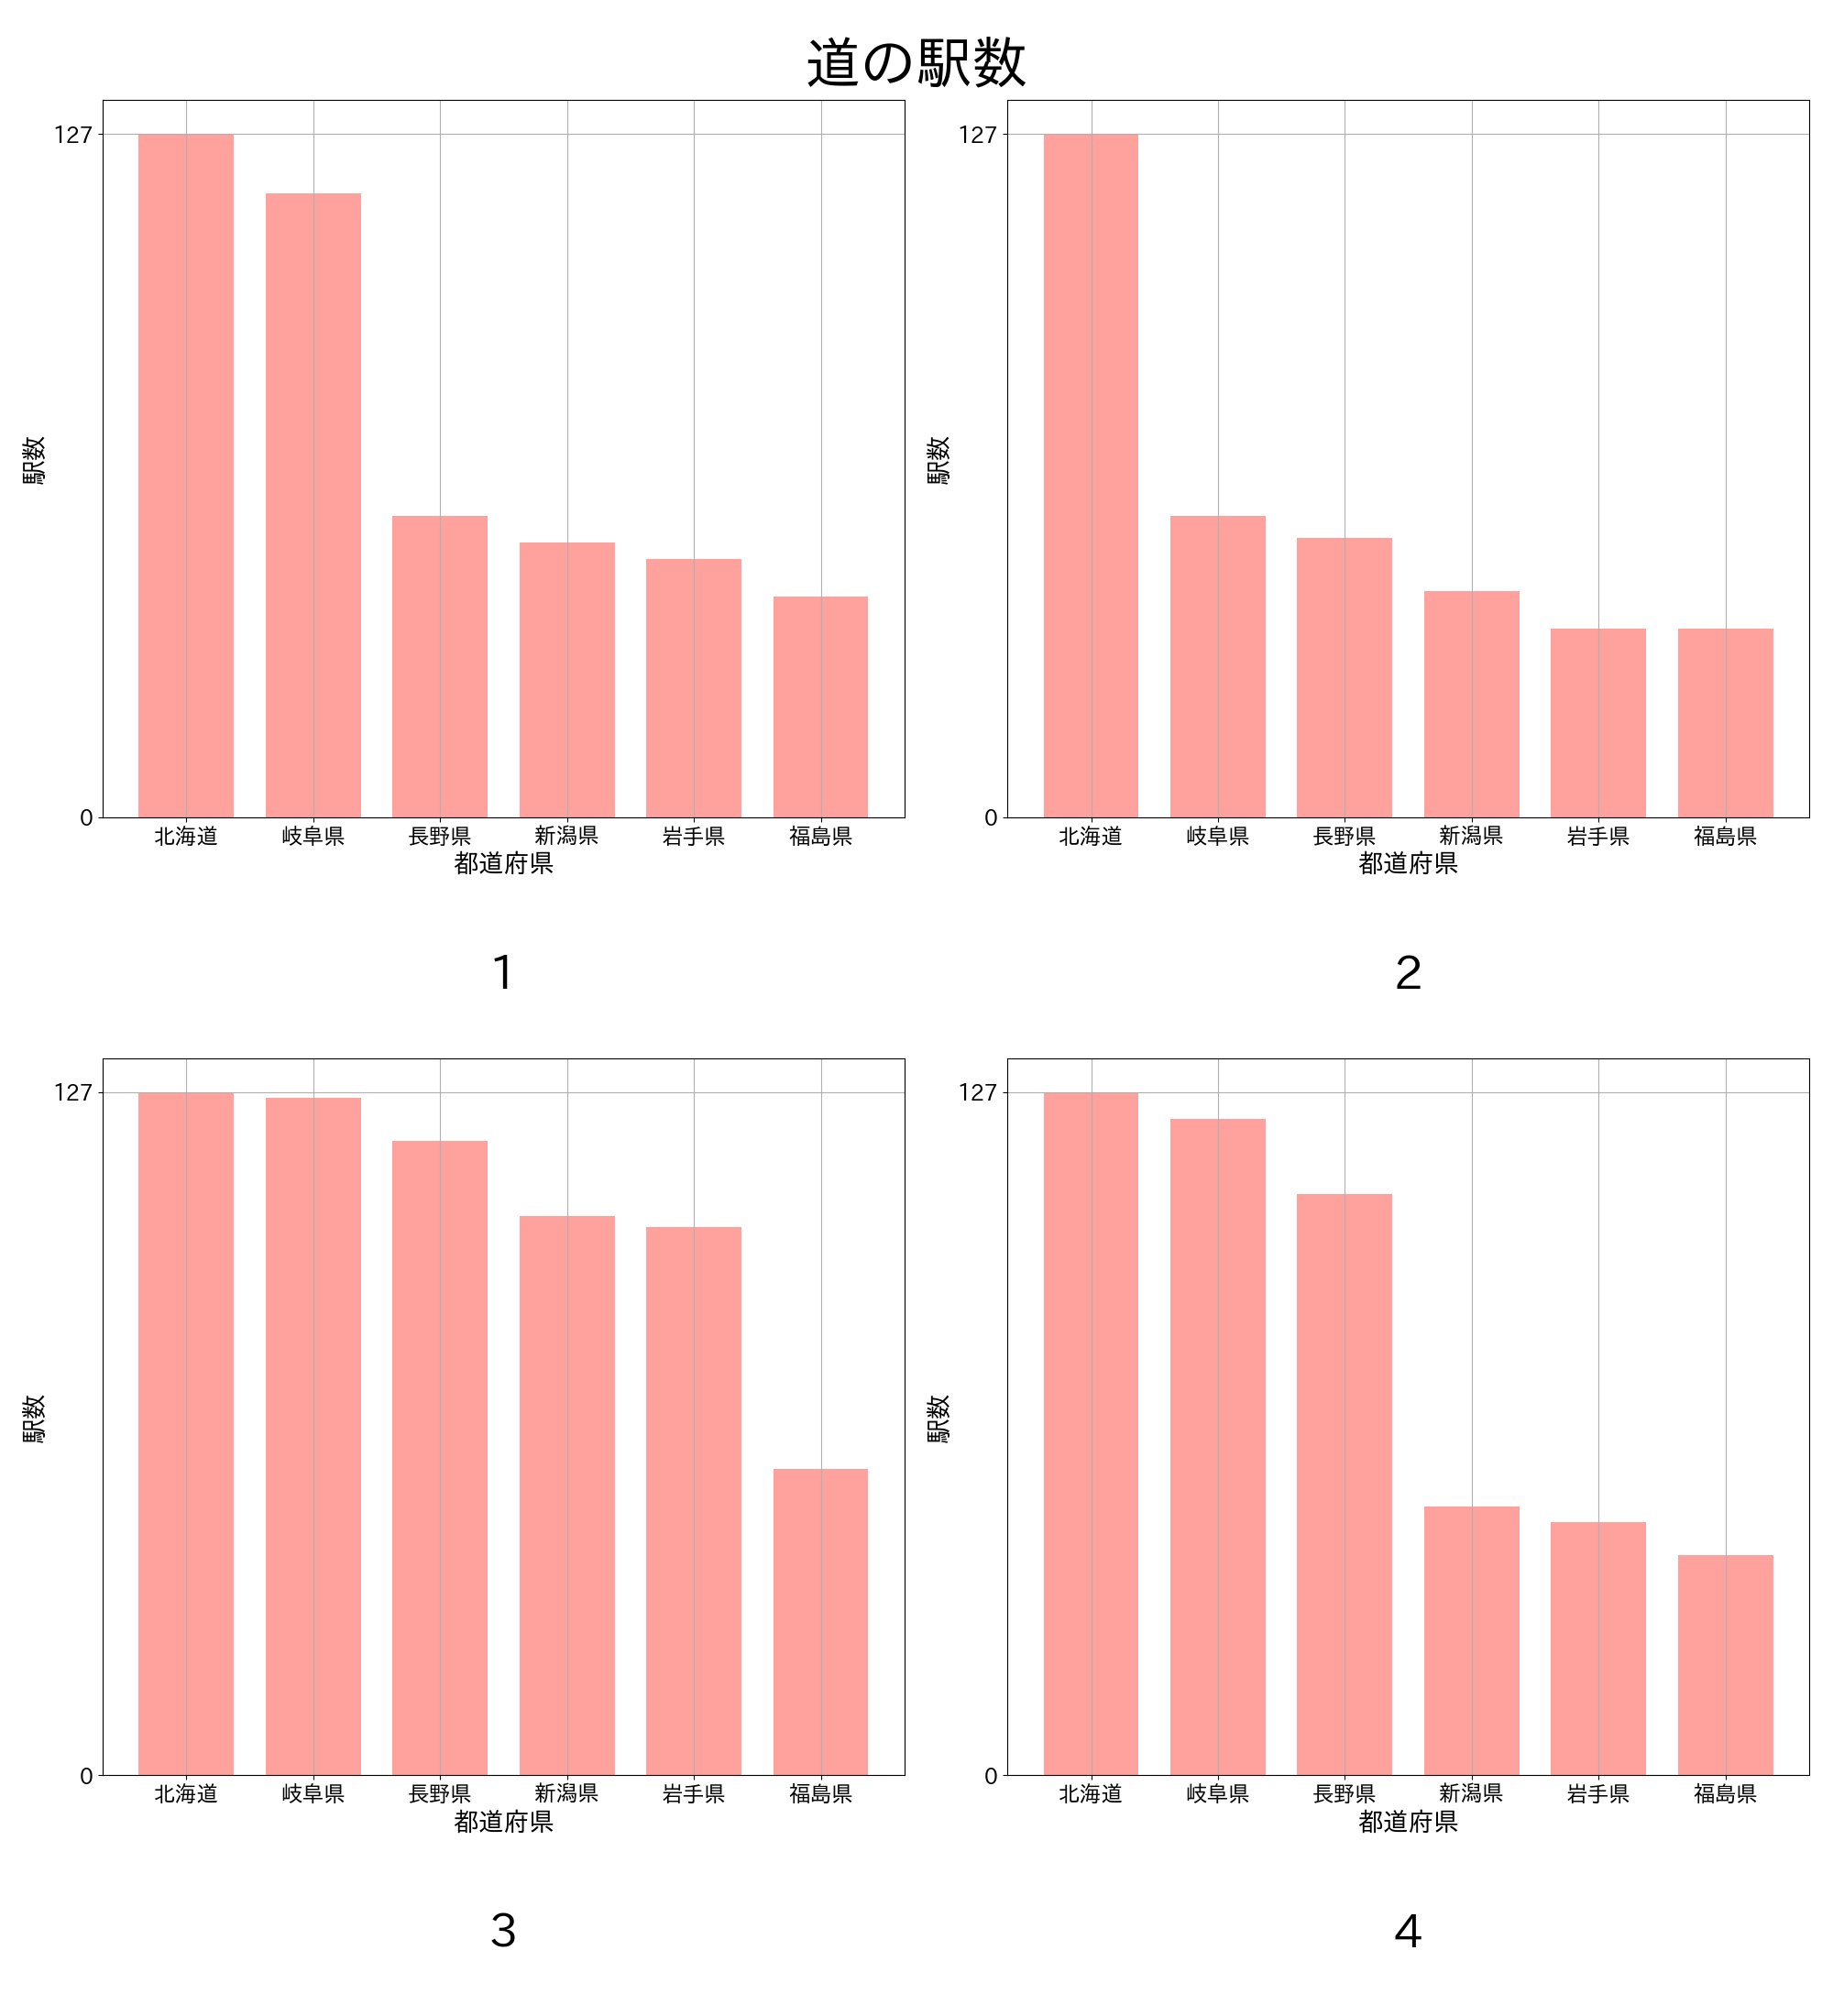 道の駅数
127
駅数
0
北海道 岐阜県 長野県 新潟県 岩手県 福島県
都道府県
1
127
駅数
0
北海道 岐阜県 長野県 新潟県 岩手県 福島県
都道府県
2
127
駅数
0
北海道 岐阜県 長野県 新潟県 岩手県 福島県
都道府県
3
127
駅数
0
北海道 岐阜県 長野県 新潟県 岩手県 福島県
都道府県
4